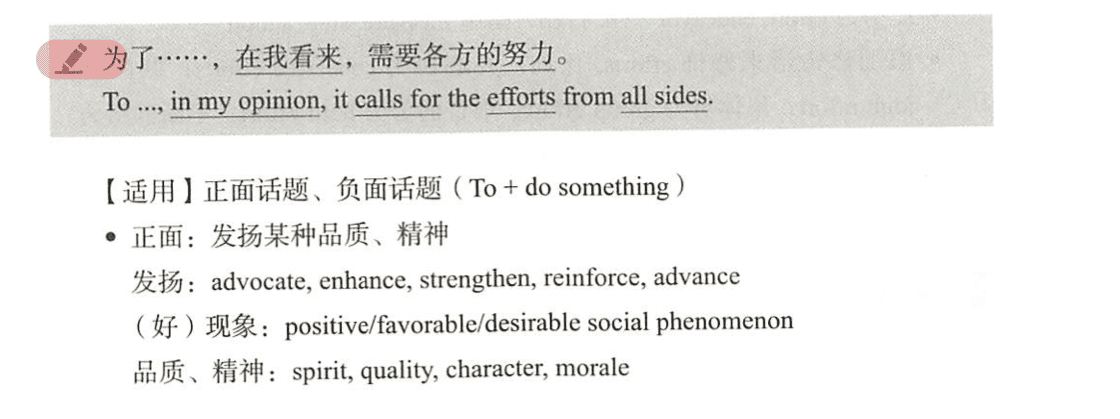 为了……，在我看来，需要各方的努力。
To ..., in my opinion, it calls for the efforts from all sides.
【适用】正面话题、负面话题（To + do something）
● 正面：发扬某种品质、精神
发扬：advocate, enhance, strengthen, reinforce, advance
（好）现象：positive/favorable/desirable social phenomenon
品质、精神：spirit, quality, character, morale